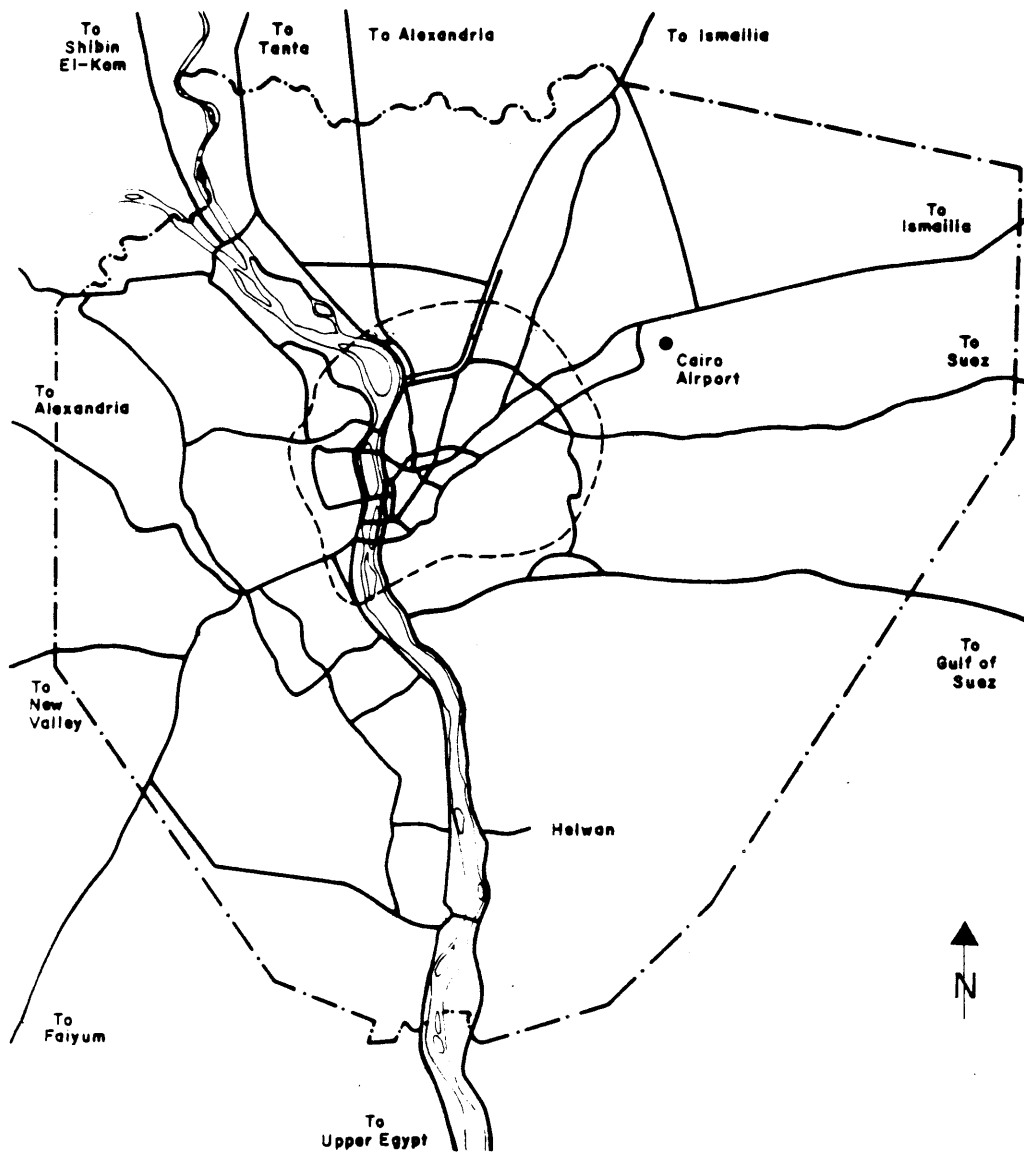 To
Shibin
El-Kom
To
Tanta
To Alexandria
To Ismailia
To
Ismailia
To
Suez
Cairo
Airport
To
Alexandria
To
Gulf of
Suez
To
New
Valley
Helwan
N
To
Faiyum
To
Upper Egypt